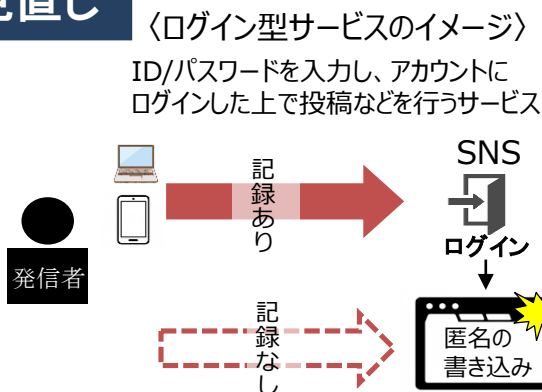 直し
〈ログイン型サービスのイメージ〉
ID/パスワードを入力し、アカウントに
ログインした上で投稿などを行うサービス
記録あり
SNS
ログイン
発信者
記録なし
匿名の
書き込み